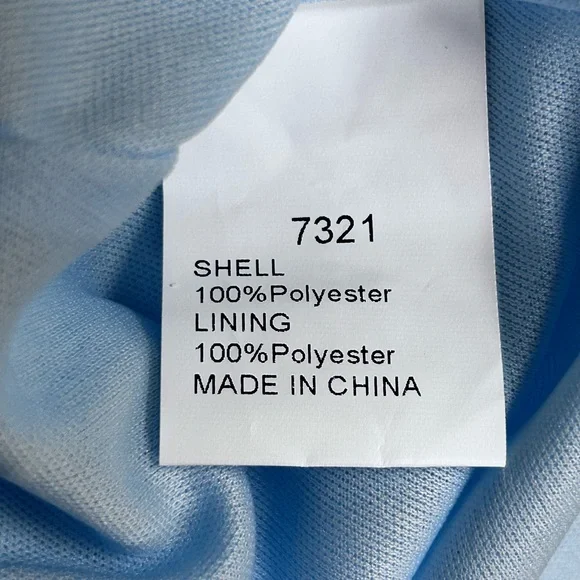 7321
SHELL
100%Polyester
LINING
100%Polyester
MADE IN CHINA